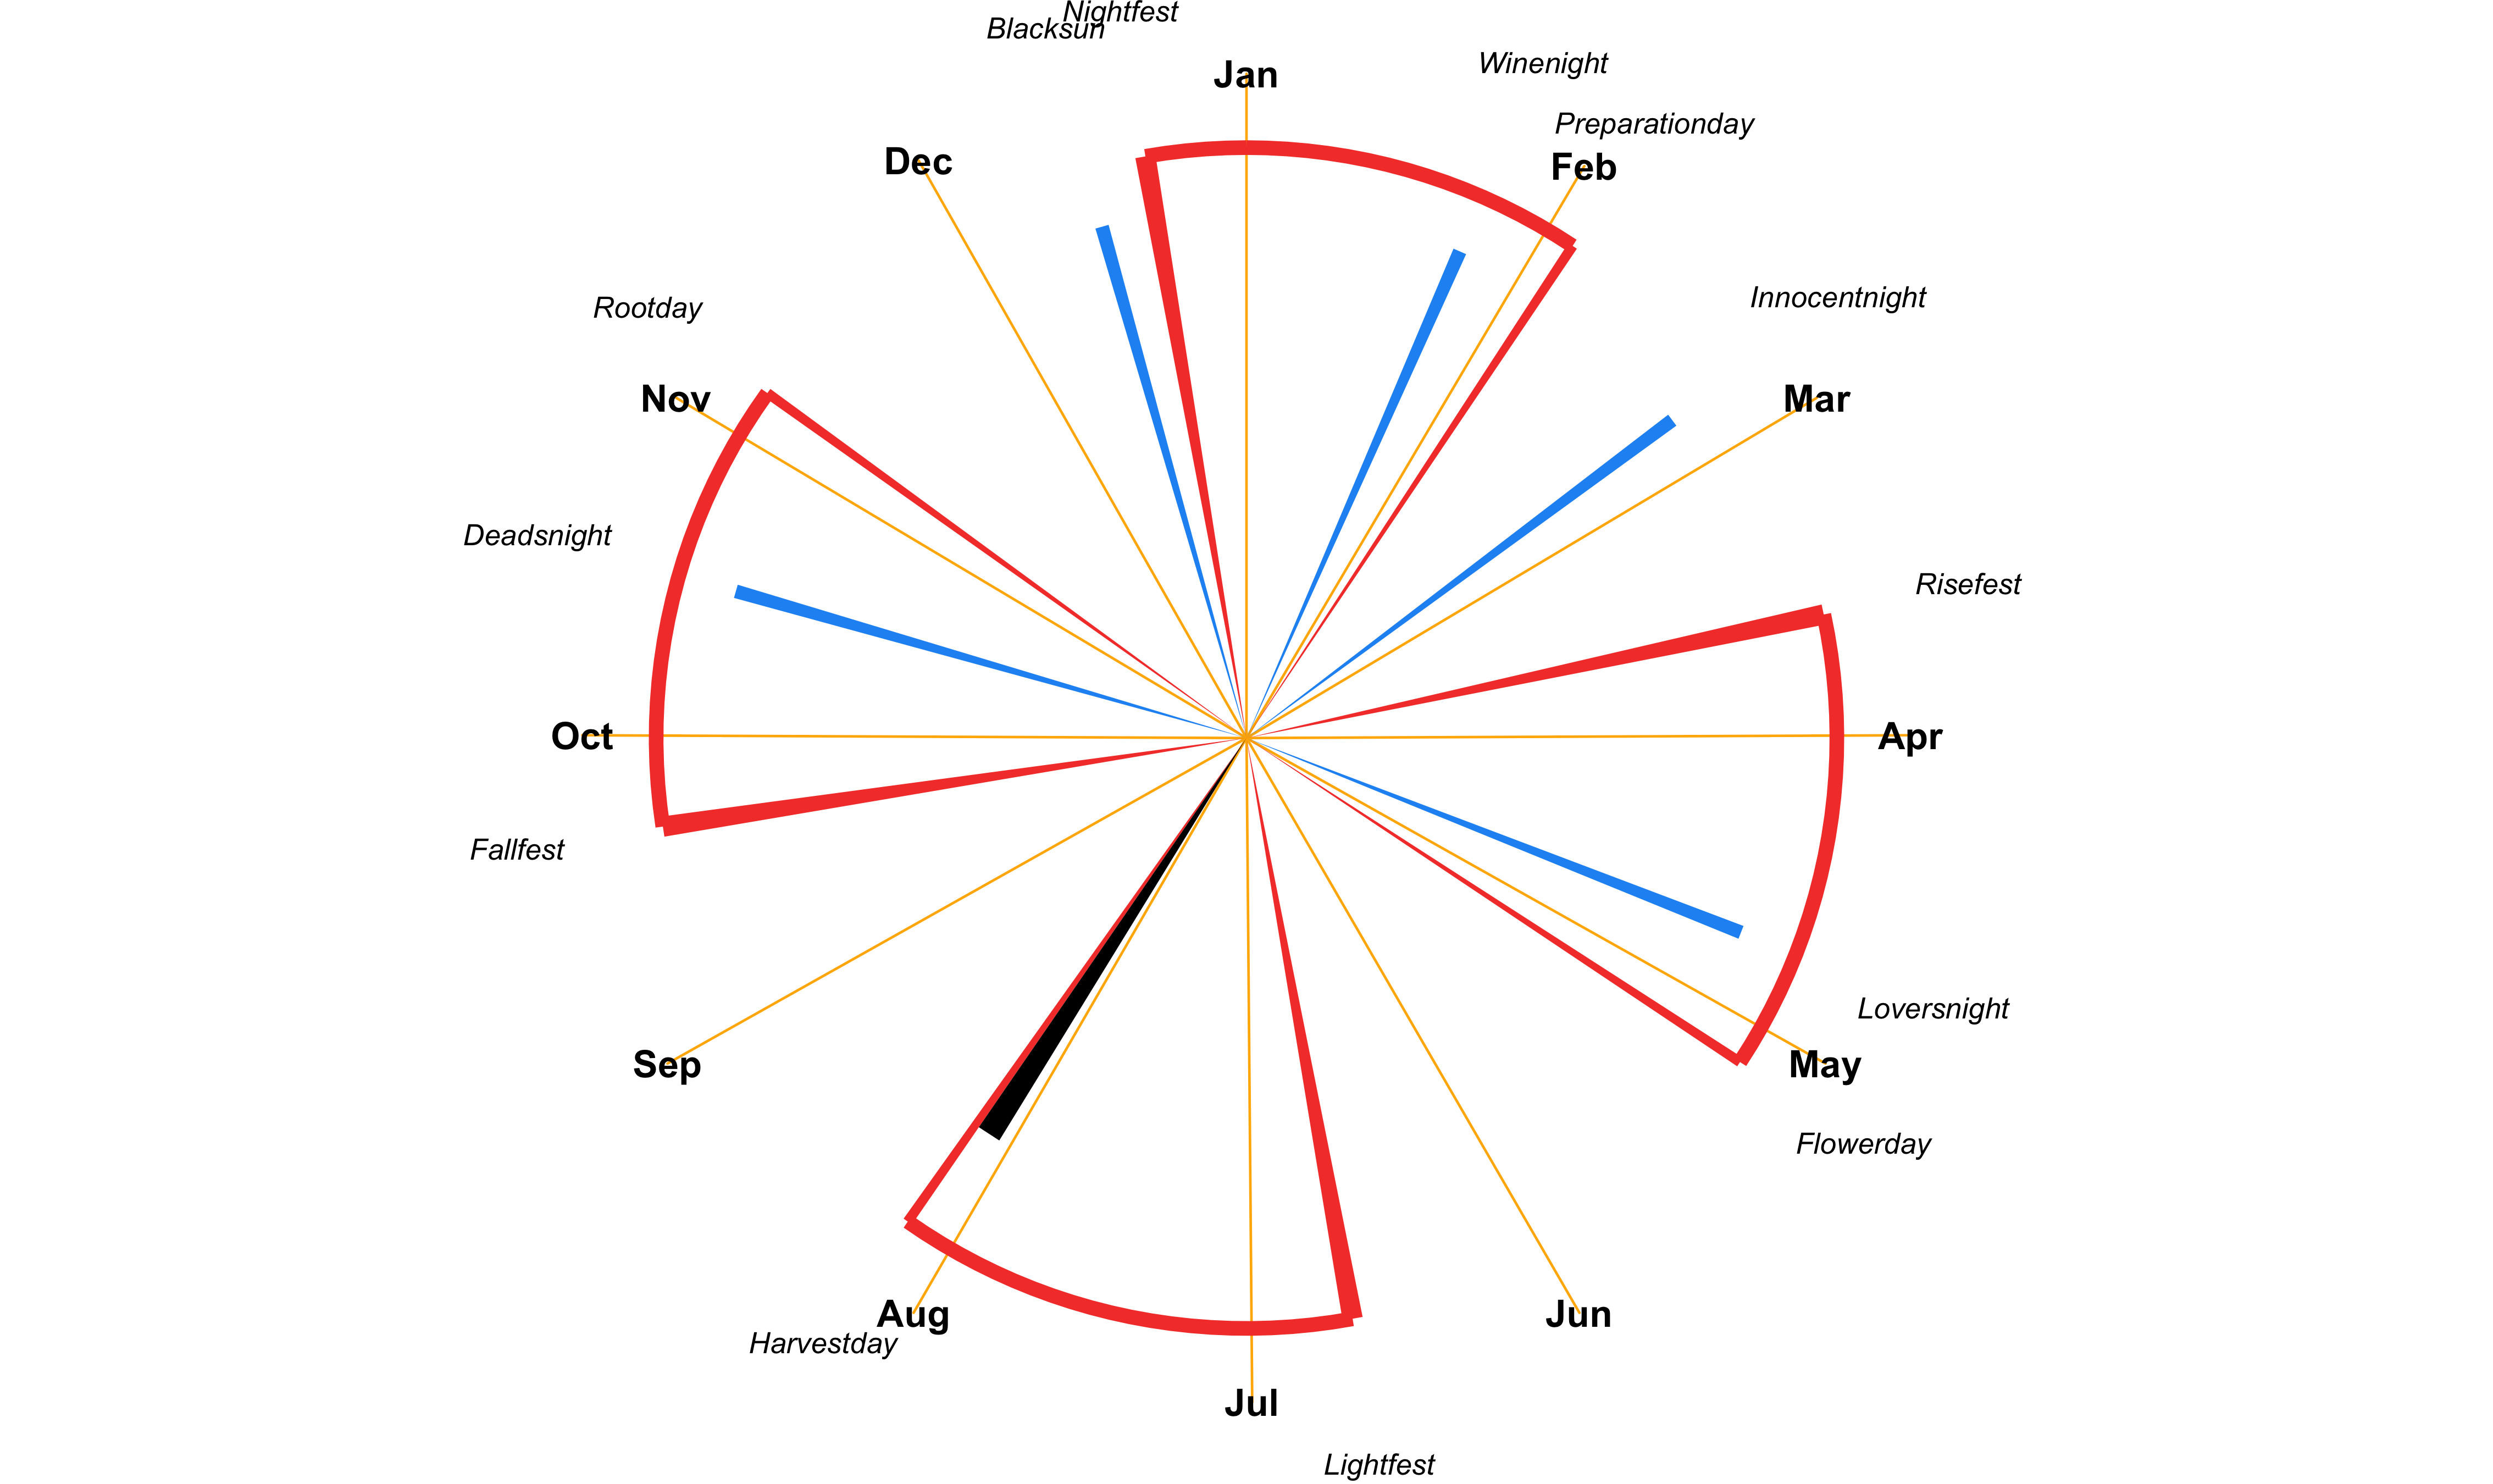 Nightfest
Blacksun
Jan
Winenight
Preparationday
Dec
Feb
Innocentnight
Rootday
Nov
Mar
Deadsnight
Risefest
Oct
Apr
Fallfest
Loversnight
Sep
May
Flowerday
Aug
Jun
Harvestday
Jul
Lightfest